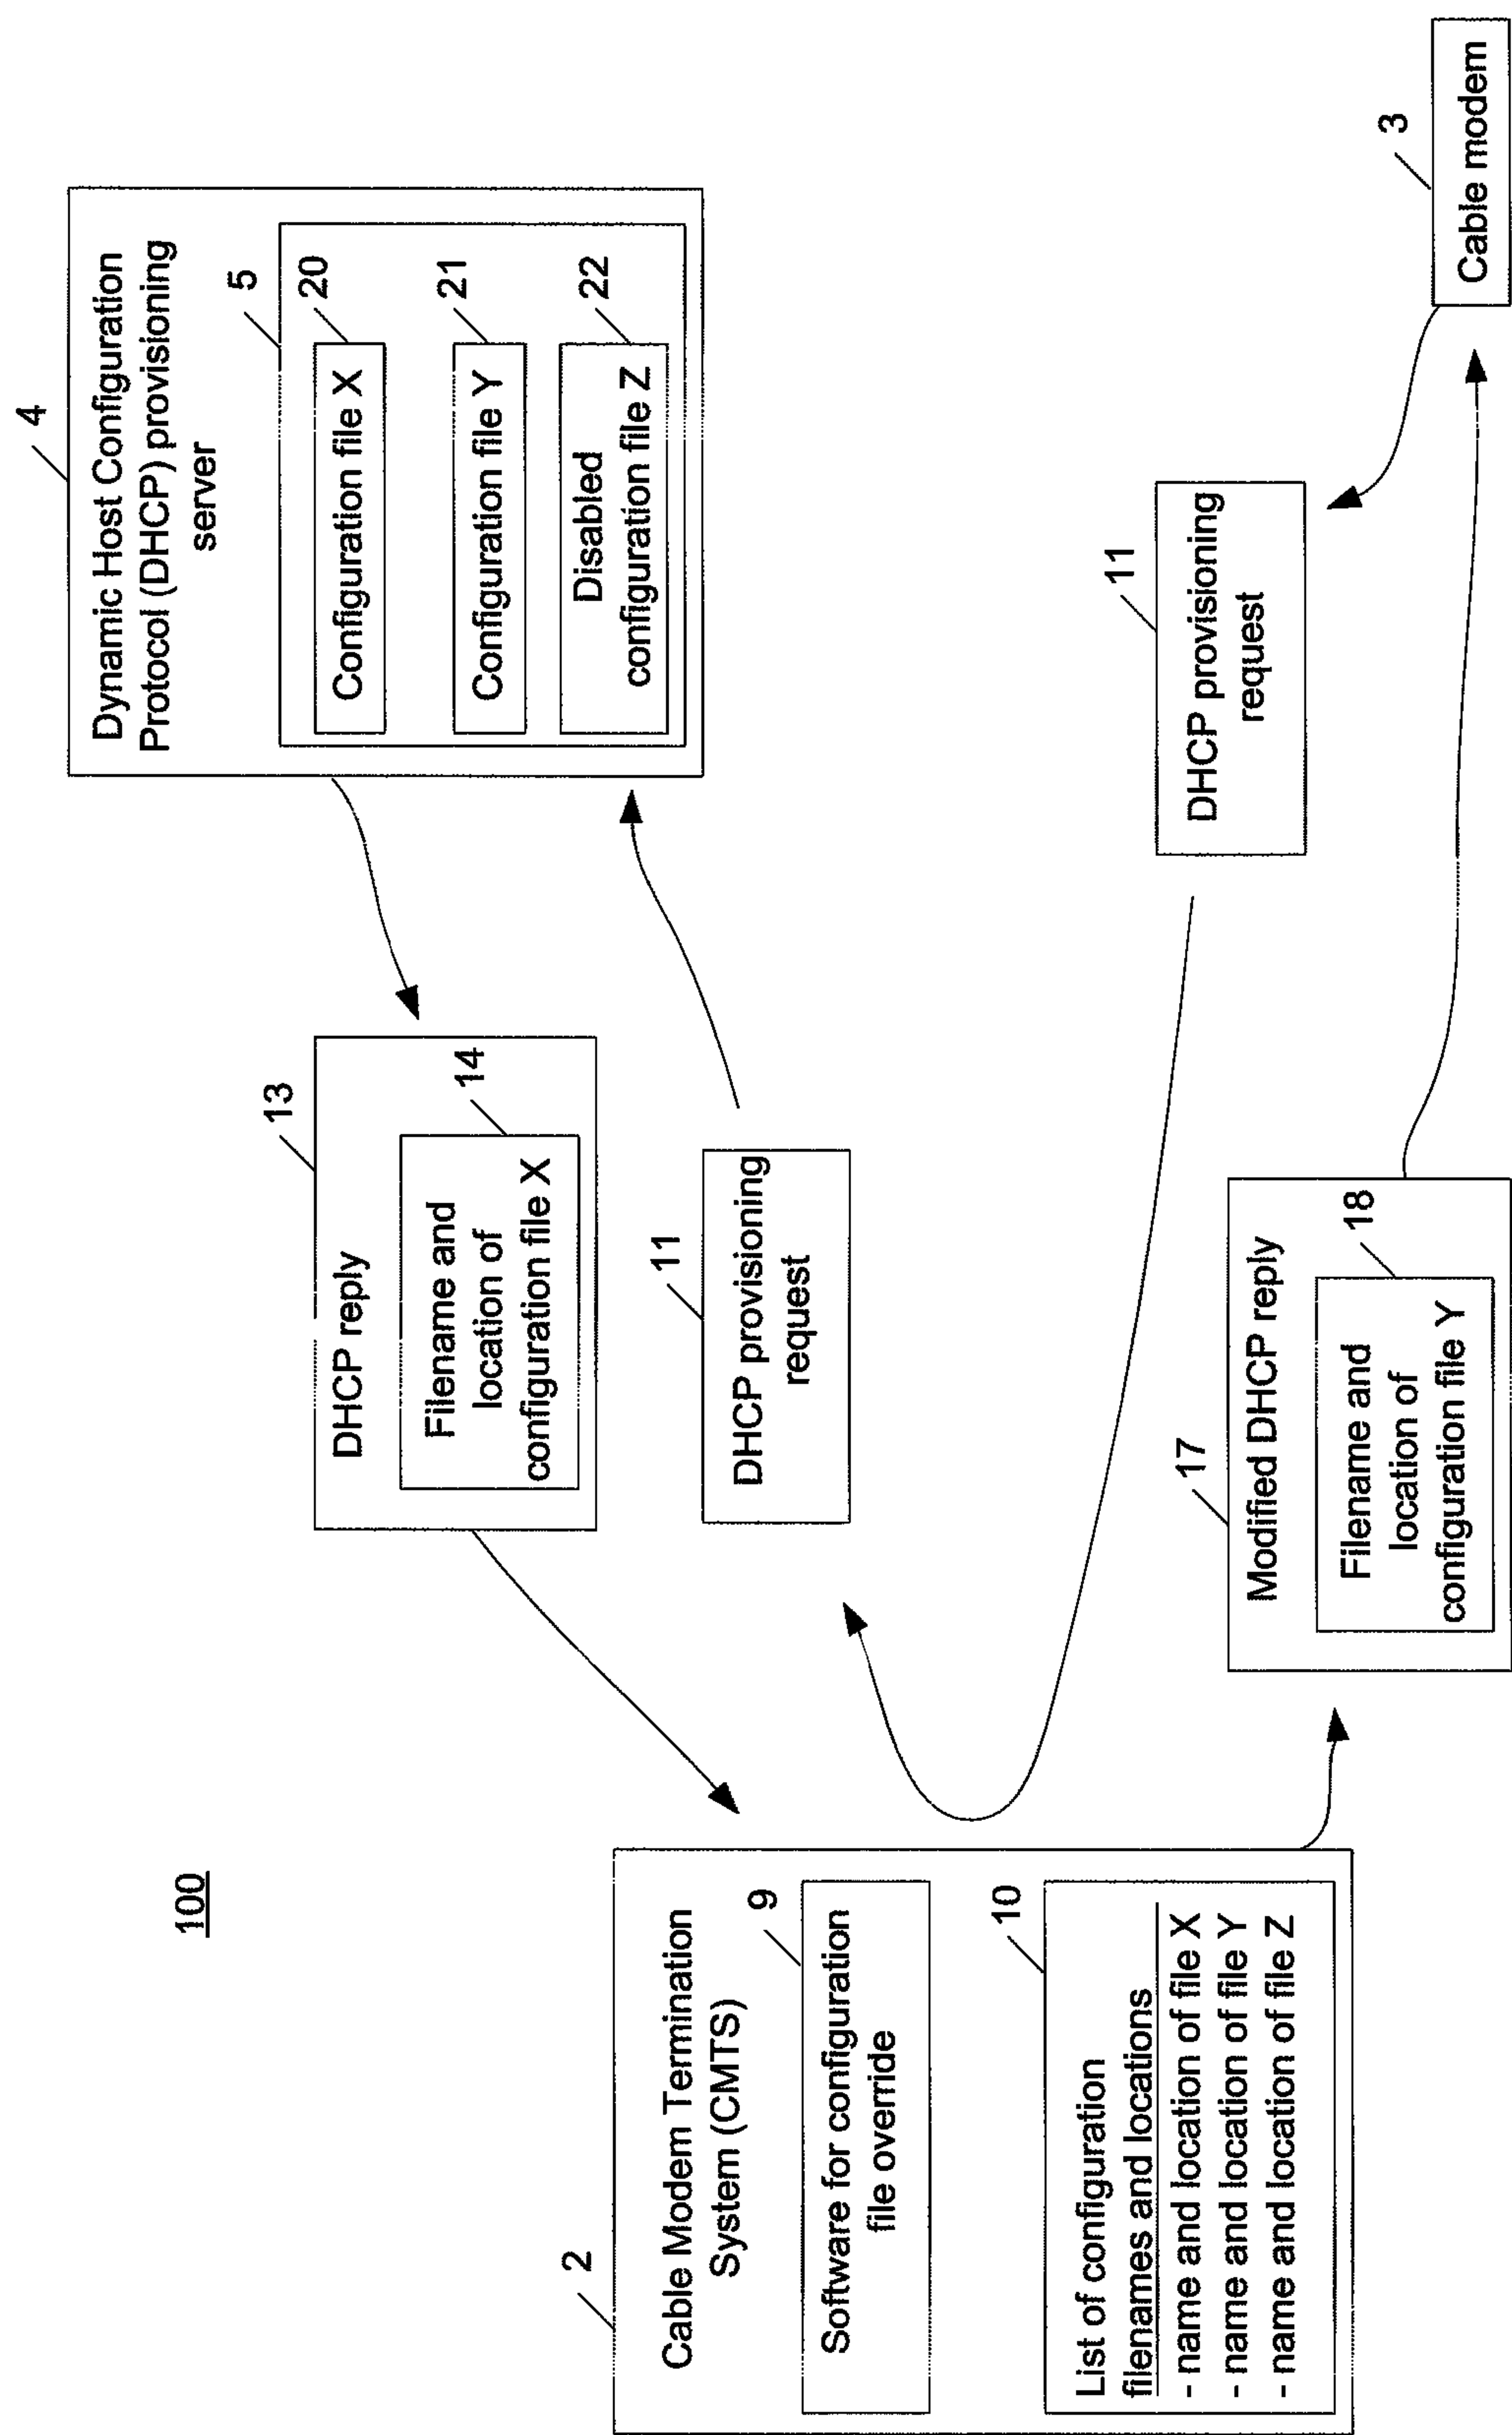 100
2
Cable Modem Termination
System (CMTS)
9
Software for configuration
file override
10
List of configuration
filenames and locations
- name and location of file X
- name and location of file Y
- name and location of file Z
13
DHCP reply
14
Filename and
location of
configuration file X
11
DHCP provisioning
request
17
Modified DHCP reply
18
Filename and
location of
configuration file Y
4
Dynamic Host Configuration
Protocol (DHCP) provisioning
server
5
20
Configuration file X
21
Configuration file Y
22
Disabled
configuration file Z
11
DHCP provisioning
request
3
Cable modem